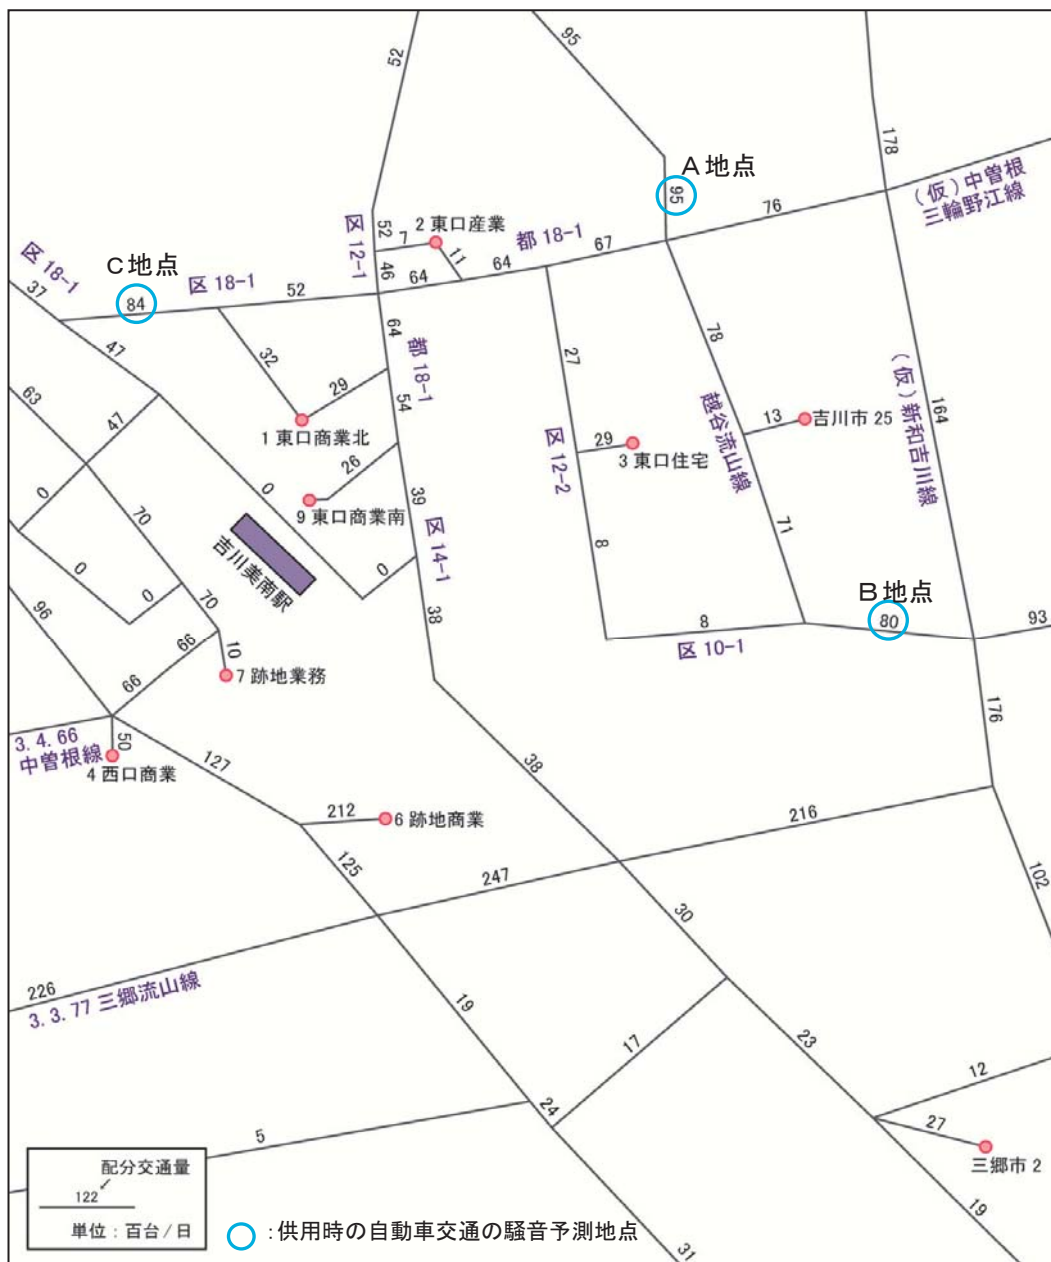 52
95
178
A地点
95
(仮)中曽根
三輪野江線
76
区
12-1
52
7
2 東口産業
11
都 18-1
67
46
64
64
区 18-1
C地点
区 18-1
37
84
52
47
64
都 18-1
32
29
54
27
78
越谷流山線
(仮)新和吉川線
164
63
47
1 東口商業北
13
吉川市 25
区 12-2
29
3 東口住宅
26
39
0
0
9 東口商業南
区 14-1
70
吉川美南駅
71
8
0
0
0
38
96
70
66
10
B地点
8
80
93
区 10-1
7 跡地業務
66
176
3.4.66
中曽根線
50
4 西口商業
127
38
212
6 跡地商業
216
125
247
102
30
226
3.3.77 三郷流山線
19
17
23
12
24
5
27
三郷市 2
19
31
配分交通量
122
単位：百台/日
：供用時の自動車交通の騒音予測地点